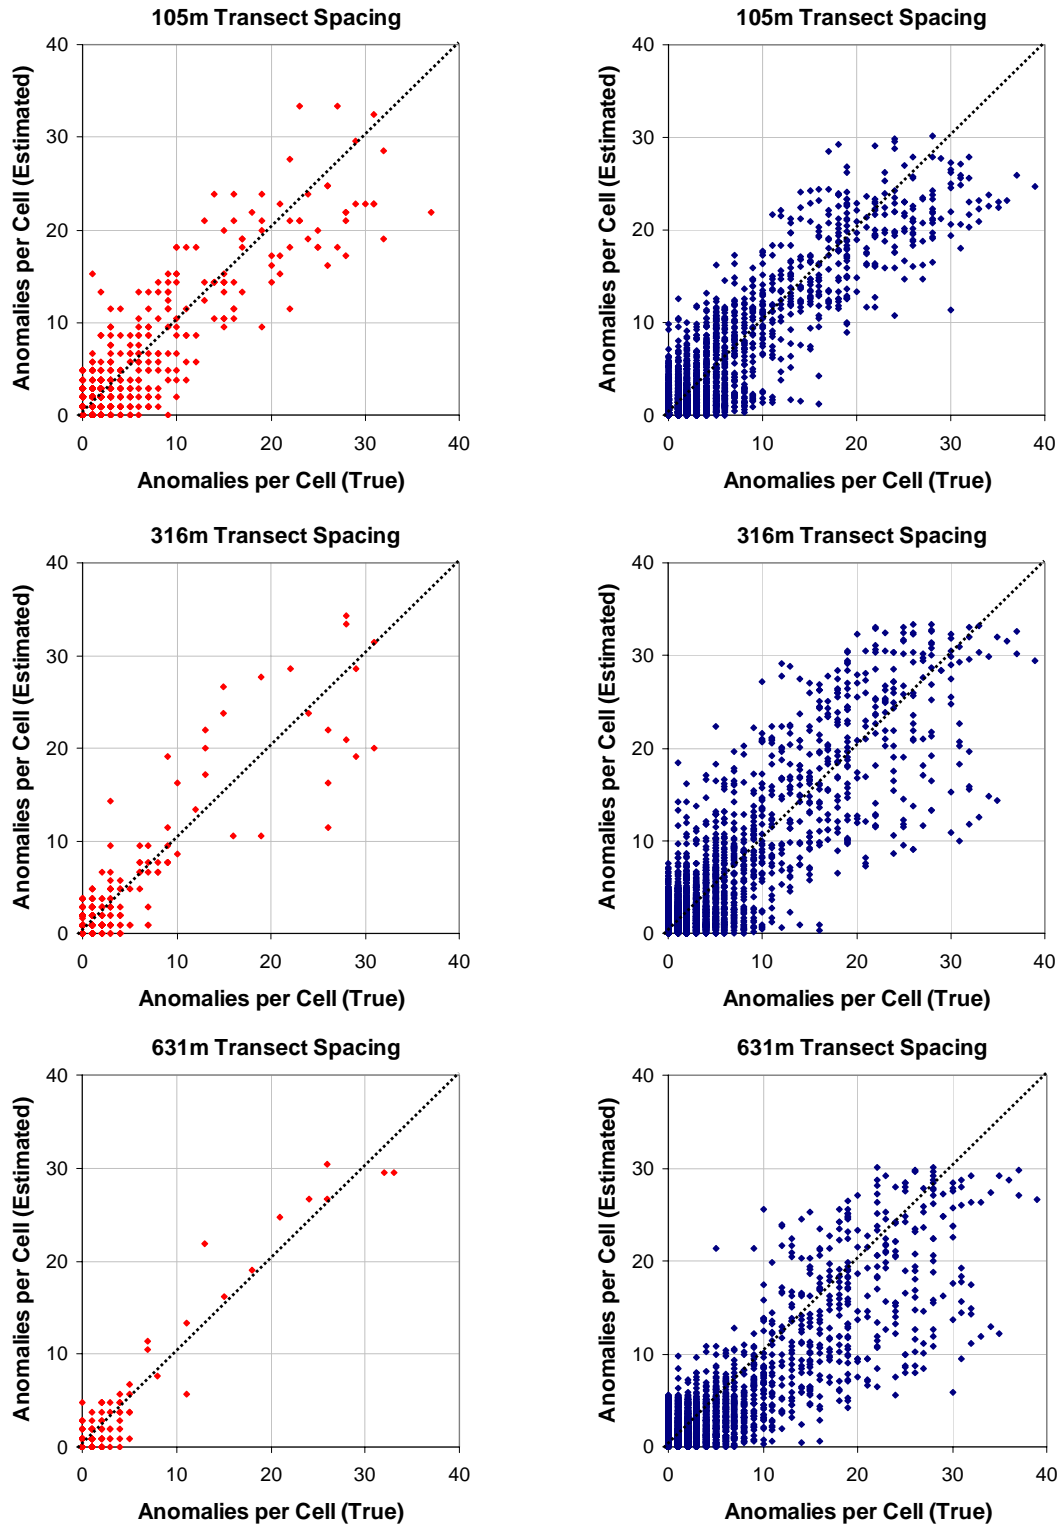 105m Transect Spacing
40
30
20
10
0
0 10 20 30 40
Anomalies per Cell (Estimated)
Anomalies per Cell (True)
105m Transect Spacing
40
30
20
10
0
0 10 20 30 40
Anomalies per Cell (Estimated)
Anomalies per Cell (True)
316m Transect Spacing
40
30
20
10
0
0 10 20 30 40
Anomalies per Cell (Estimated)
Anomalies per Cell (True)
316m Transect Spacing
40
30
20
10
0
0 10 20 30 40
Anomalies per Cell (Estimated)
Anomalies per Cell (True)
631m Transect Spacing
40
30
20
10
0
0 10 20 30 40
Anomalies per Cell (Estimated)
Anomalies per Cell (True)
631m Transect Spacing
40
30
20
10
0
0 10 20 30 40
Anomalies per Cell (Estimated)
Anomalies per Cell (True)